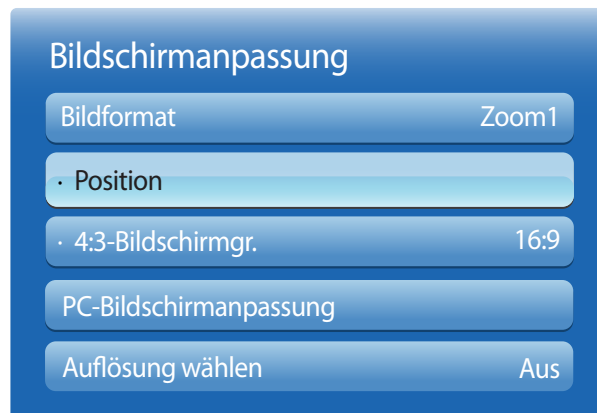 Bildschirmanpassung
Bildformat Zoom1
· Position
· 4:3-Bildschirmgr. 16:9
PC-Bildschirmanpassung
Auflösung wählen Aus